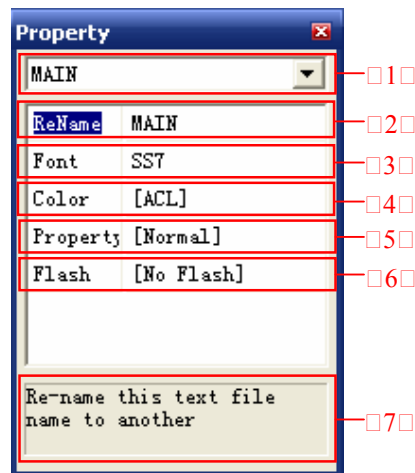 Property
MAIN
□1□
ReName MAIN
□2□
Font SS7
□3□
Color [ACL]
□4□
Property [Normal]
□5□
Flash [No Flash]
□6□
Re-name this text file
name to another
□7□